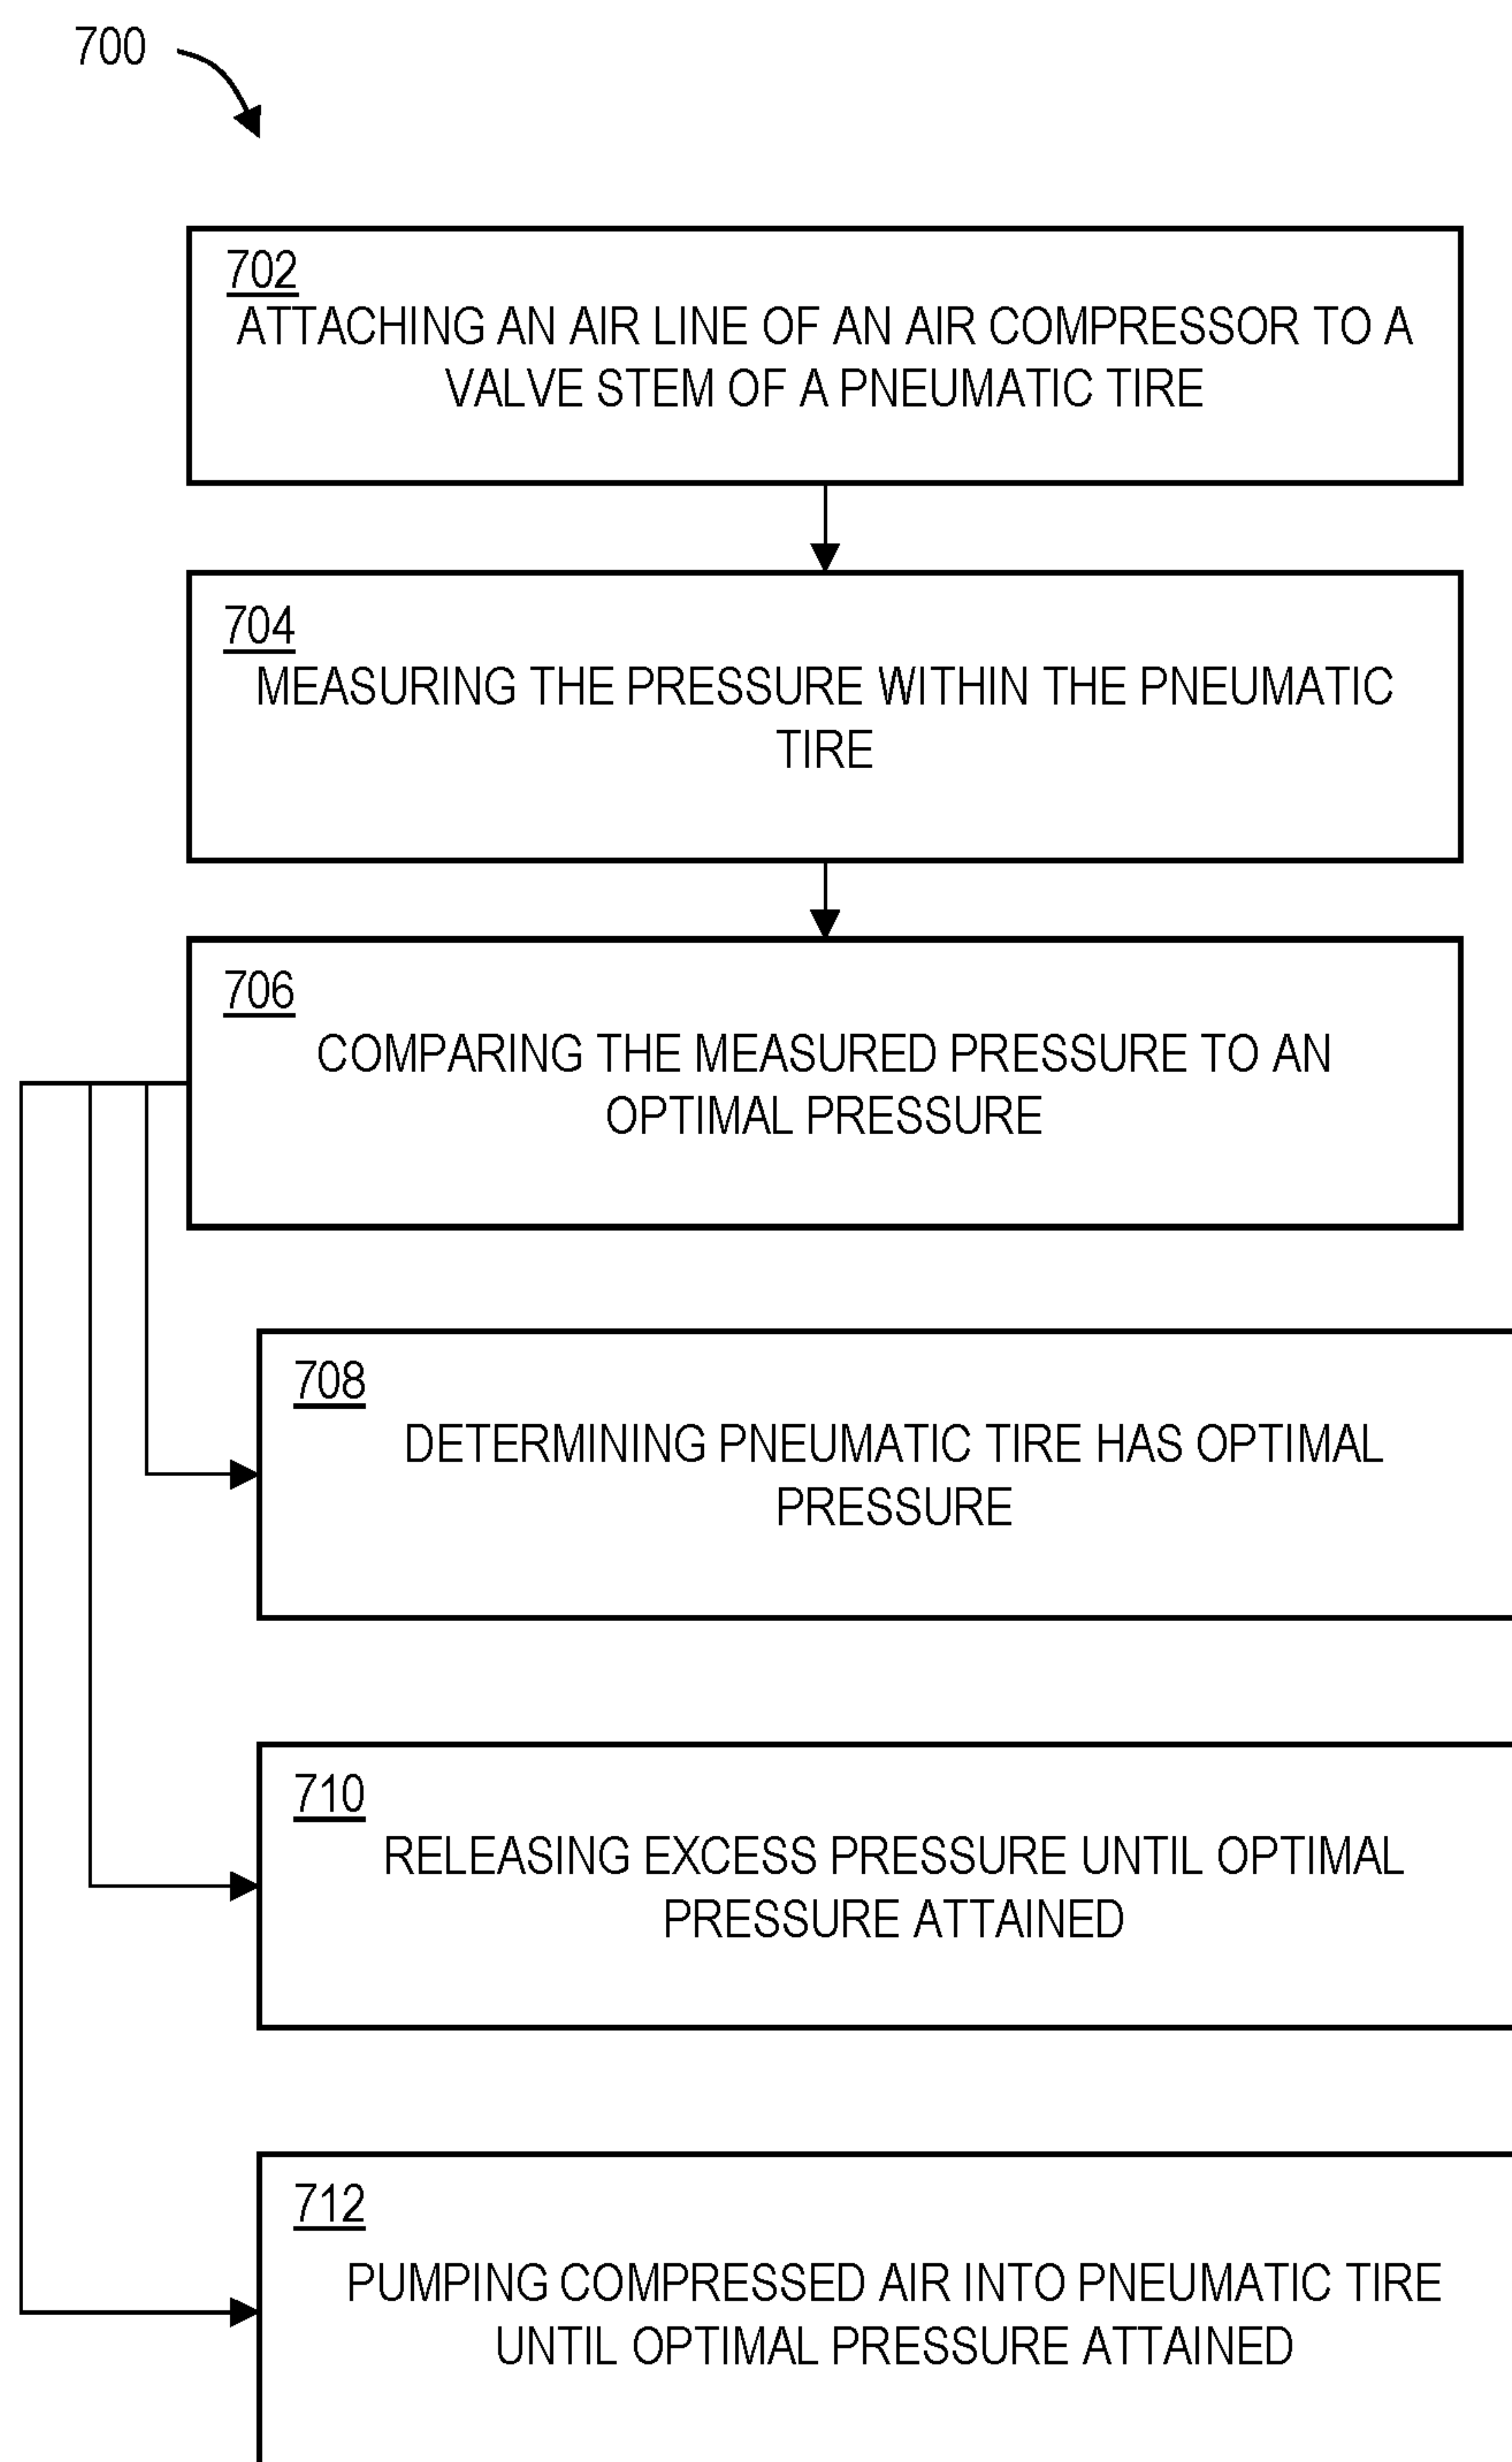 700
702
ATTACHING AN AIR LINE OF AN AIR COMPRESSOR TO A
VALVE STEM OF A PNEUMATIC TIRE
704
MEASURING THE PRESSURE WITHIN THE PNEUMATIC
TIRE
706
COMPARING THE MEASURED PRESSURE TO AN
OPTIMAL PRESSURE
708
DETERMINING PNEUMATIC TIRE HAS OPTIMAL
PRESSURE
710
RELEASING EXCESS PRESSURE UNTIL OPTIMAL
PRESSURE ATTAINED
712
PUMPING COMPRESSED AIR INTO PNEUMATIC TIRE
UNTIL OPTIMAL PRESSURE ATTAINED